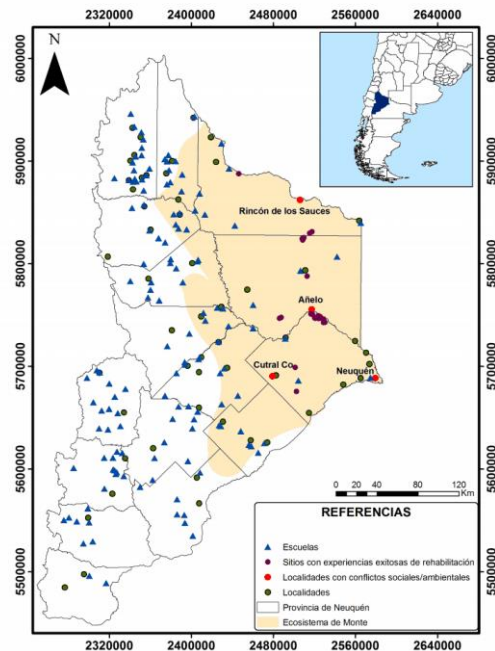 2320000 2400000 2480000 2560000 2640000
N
6000000 6000000
5900000 5900000
Rincón de los Sauces
5800000 5800000
Añelo
5700000 5700000
Cutral Co
Neuquén
5600000 5600000
0 20 40 80 120
Km
REFERENCIAS
Escuelas
Sitios con experiencias exitosas de rehabilitación
Localidades con conflictos sociales/ambientales
Localidades
Provincia de Neuquén
Ecosistema de Monte
5500000 5500000
2320000 2400000 2480000 2560000 2640000